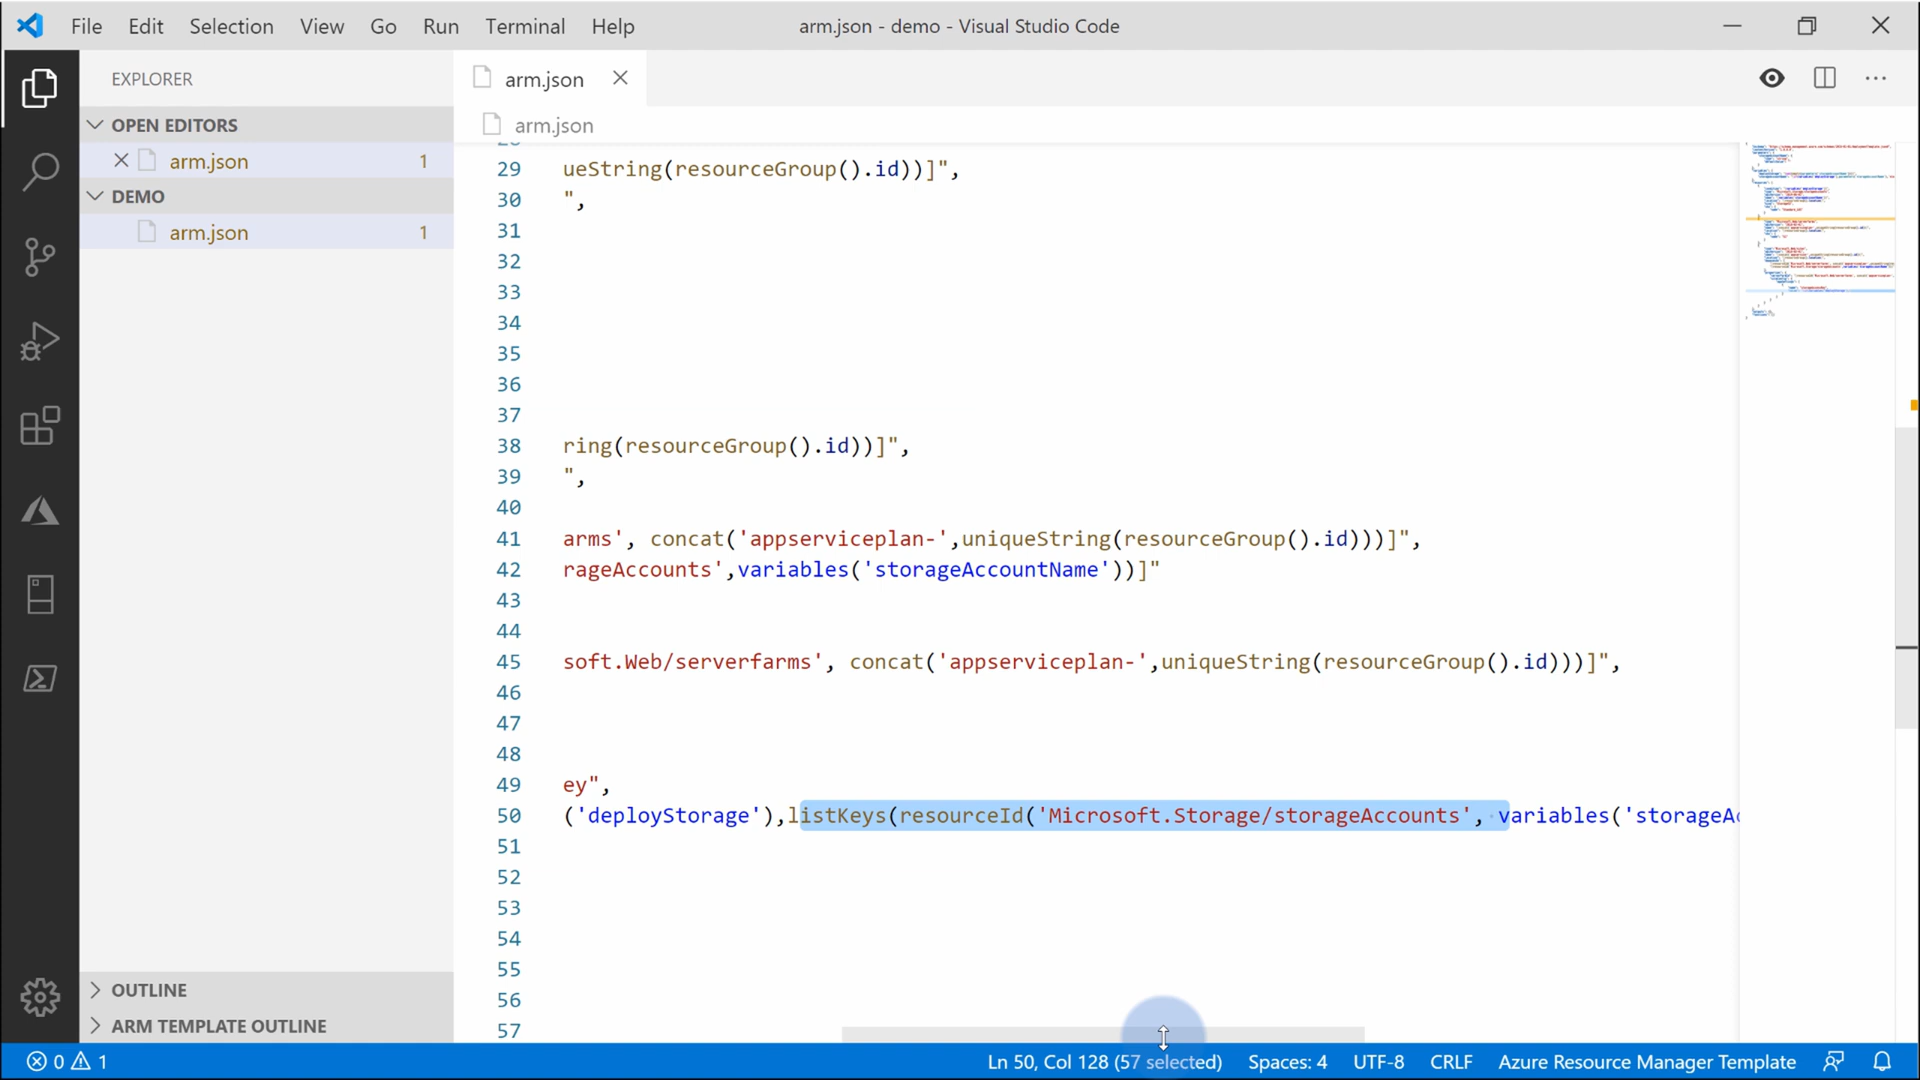 File Edit Selection View Go Run Terminal Help arm.json - demo - Visual Studio Code
EXPLORER
OPEN EDITORS
arm.json 1
DEMO
arm.json 1
OUTLINE
ARM TEMPLATE OUTLINE
arm.json
arm.json
29 ueString(resourceGroup().id))]",
30 ",
31
32
33
34
35
36
37
38 ring(resourceGroup().id))]",
39 ",
40
41 arms', concat('appserviceplan-',uniqueString(resourceGroup().id)))]",
42 rageAccounts',variables('storageAccountName'))]"
43
44
45 soft.Web/serverfarms', concat('appserviceplan-',uniqueString(resourceGroup().id)))]",
46
47
48
49 ey",
50 ('deployStorage'),listKeys(resourceId('Microsoft.Storage/storageAccounts', variables('storageAc
51
52
53
54
55
56
57
0 1 Ln 50, Col 128 (57 selected) Spaces: 4 UTF-8 CRLF Azure Resource Manager Template